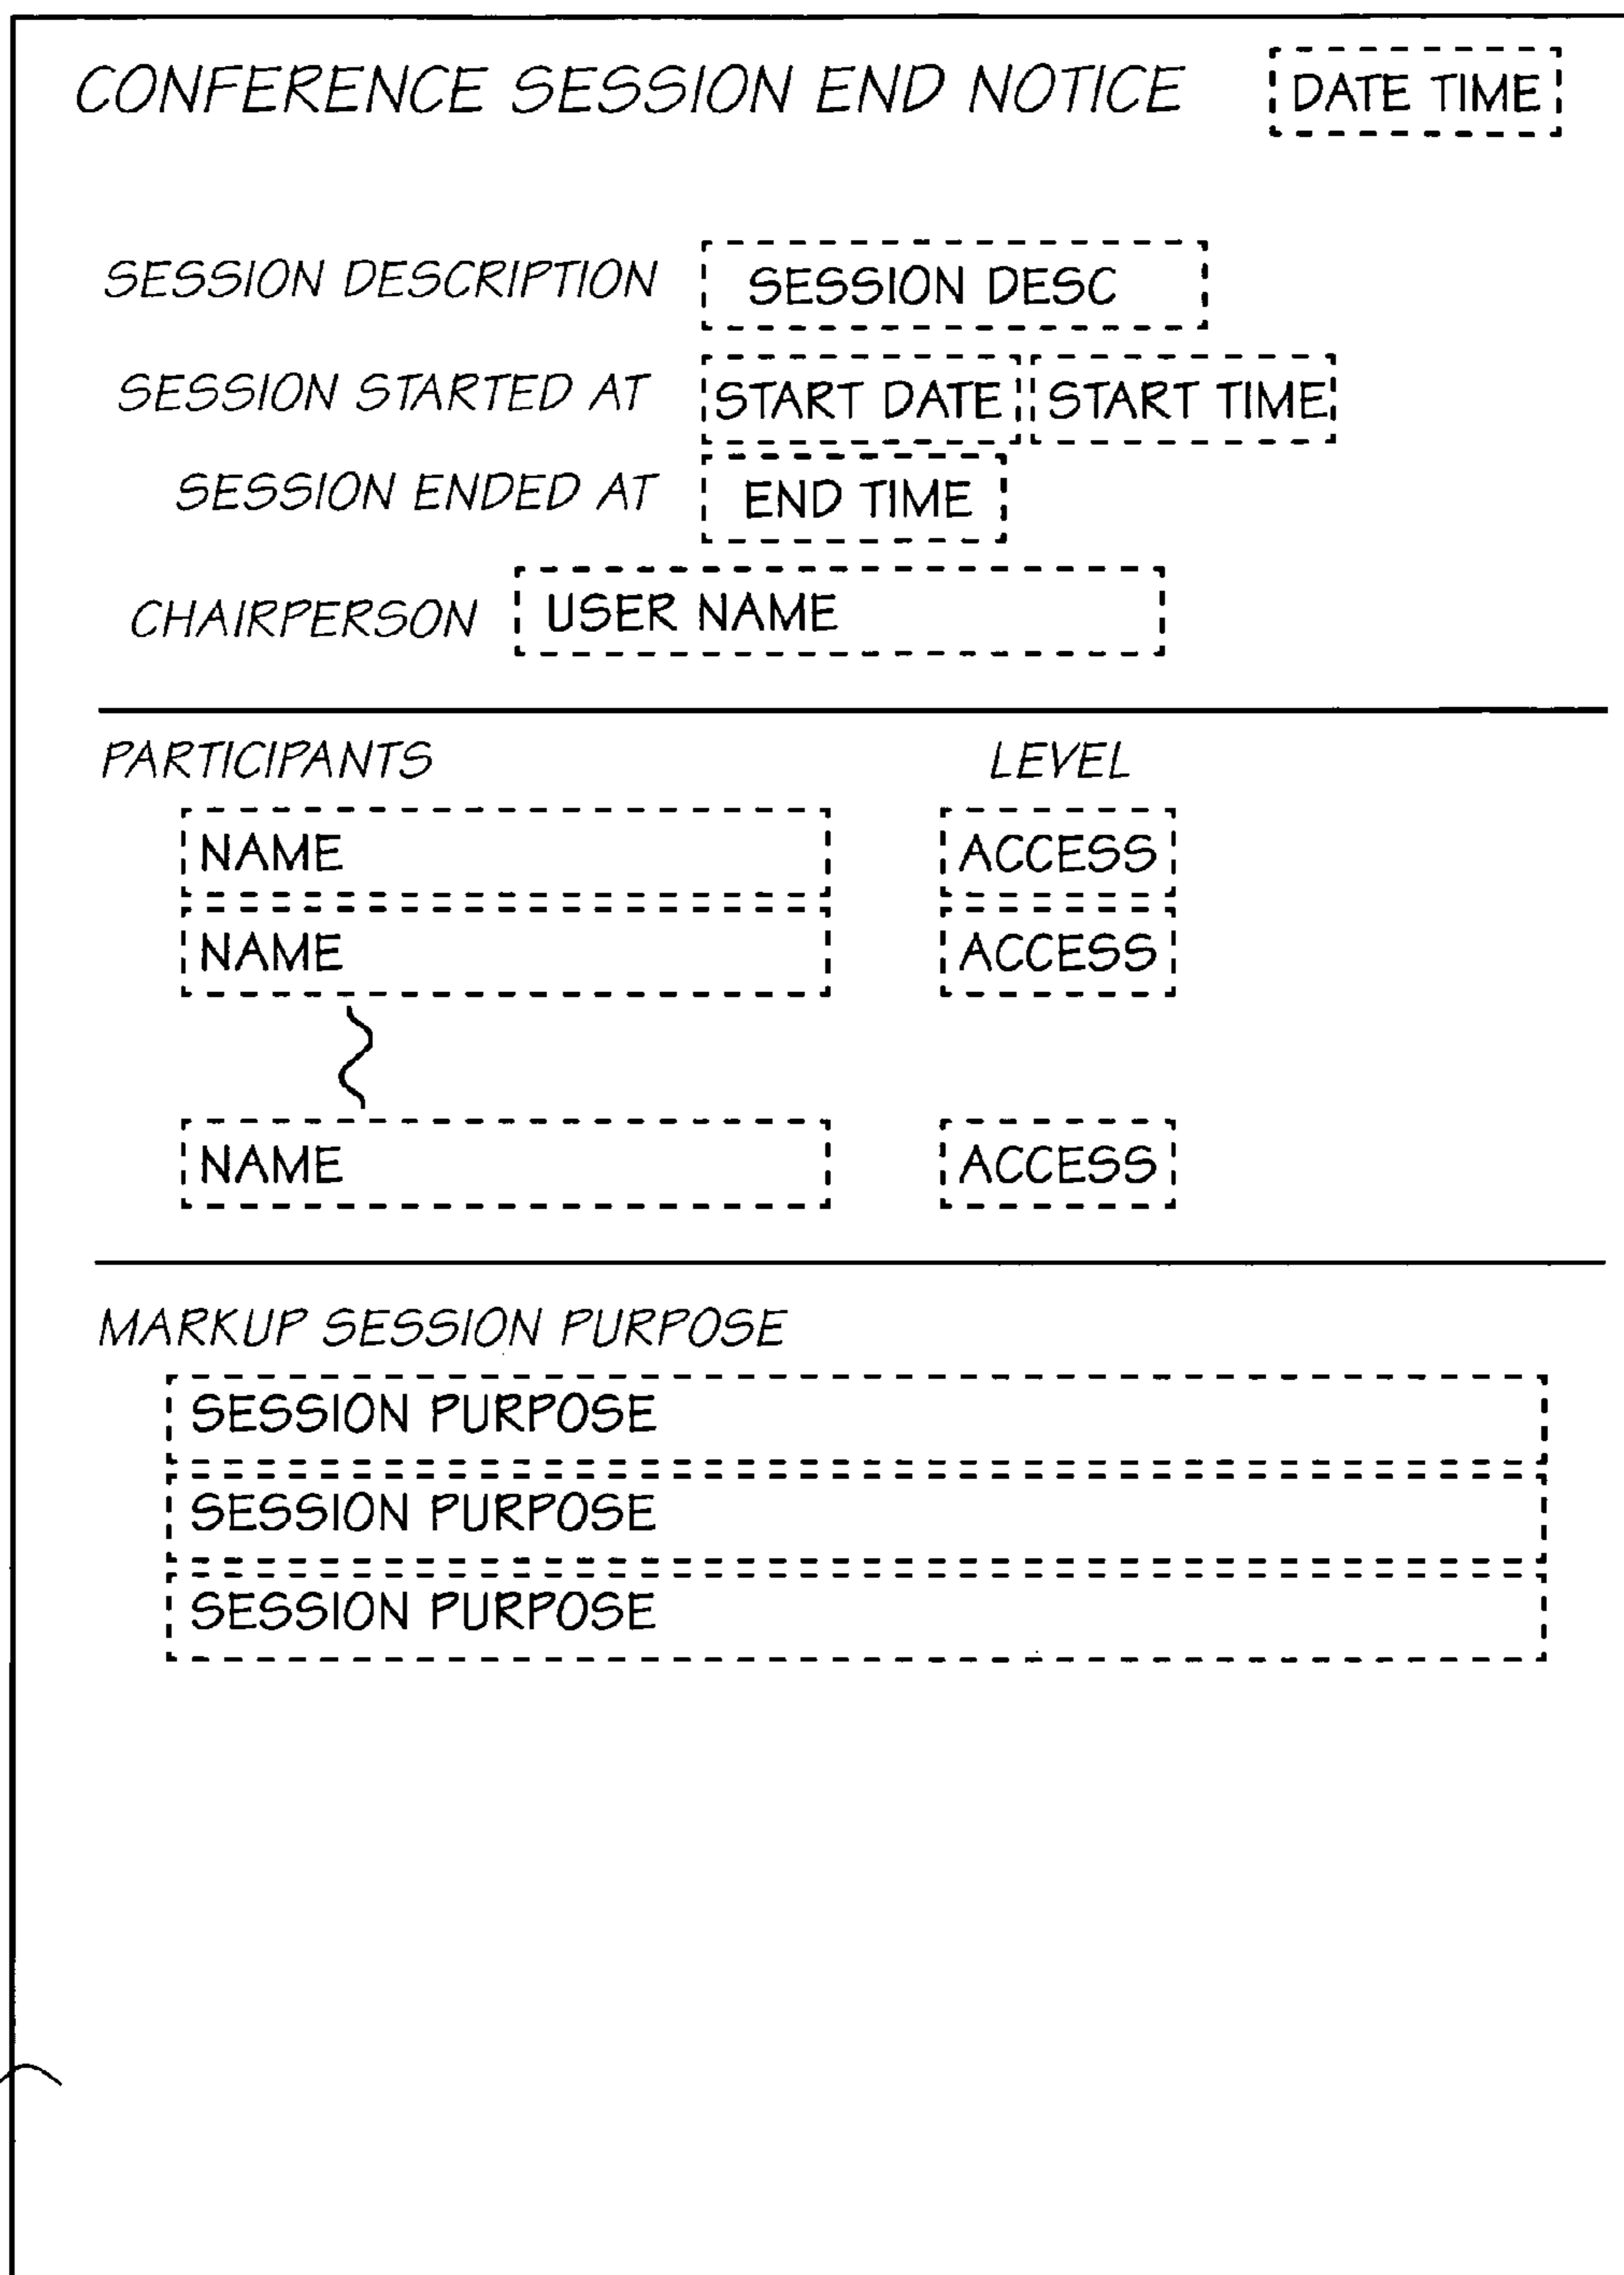 CONFERENCE SESSION END NOTICE DATE TIME
SESSION DESCRIPTION SESSION DESC
SESSION STARTED AT START DATE START TIME
SESSION ENDED AT END TIME
CHAIRPERSON USER NAME
PARTICIPANTS LEVEL
NAME ACCESS
NAME ACCESS
NAME ACCESS
MARKUP SESSION PURPOSE
SESSION PURPOSE
SESSION PURPOSE
SESSION PURPOSE